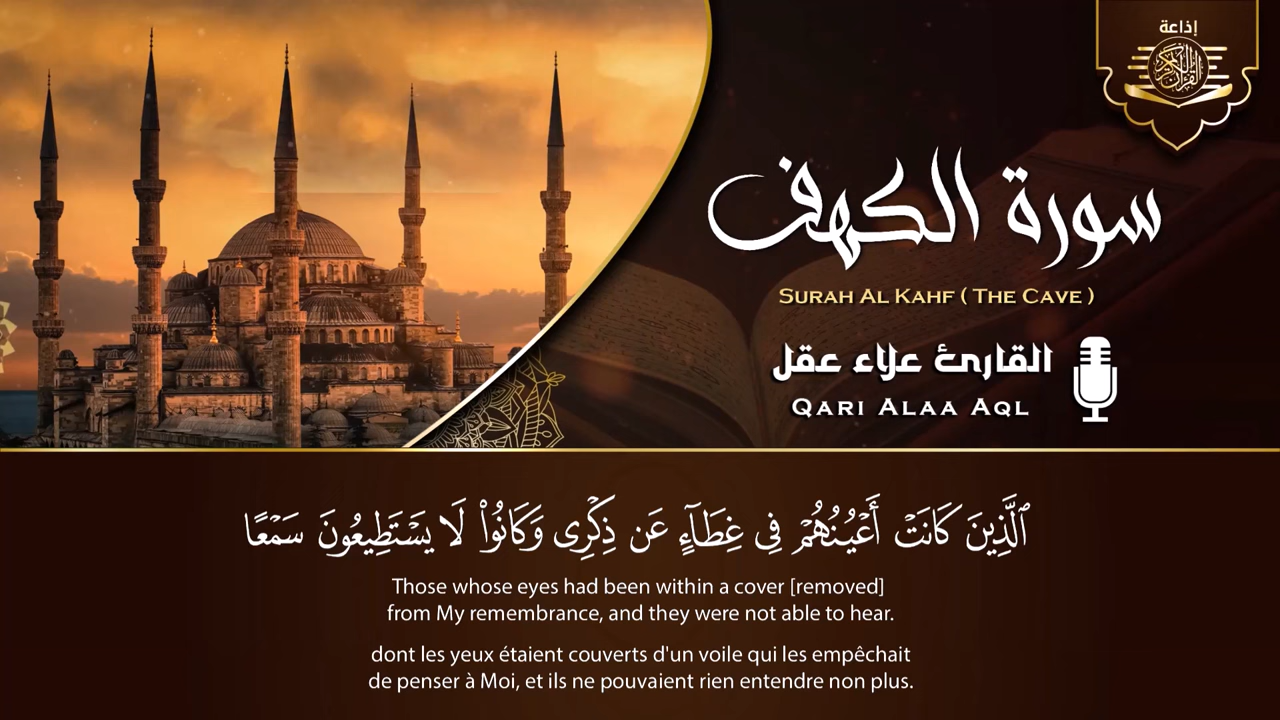 إذاعة
القرآن الكريم
سورة الكهف
SURAH AL KAHF ( THE CAVE )
القارئ علاء عقل
QARI ALAA AQL
ٱلَّذِينَ كَانَتْ أَعْيُنُهُمْ فِى غِطَآءٍ عَن ذِكْرِى وَكَانُوا۟ لَا يَسْتَطِيعُونَ سَمْعًا
Those whose eyes had been within a cover [removed]
from My remembrance, and they were not able to hear.
dont les yeux étaient couverts d'un voile qui les empêchait
de penser à Moi, et ils ne pouvaient rien entendre non plus.